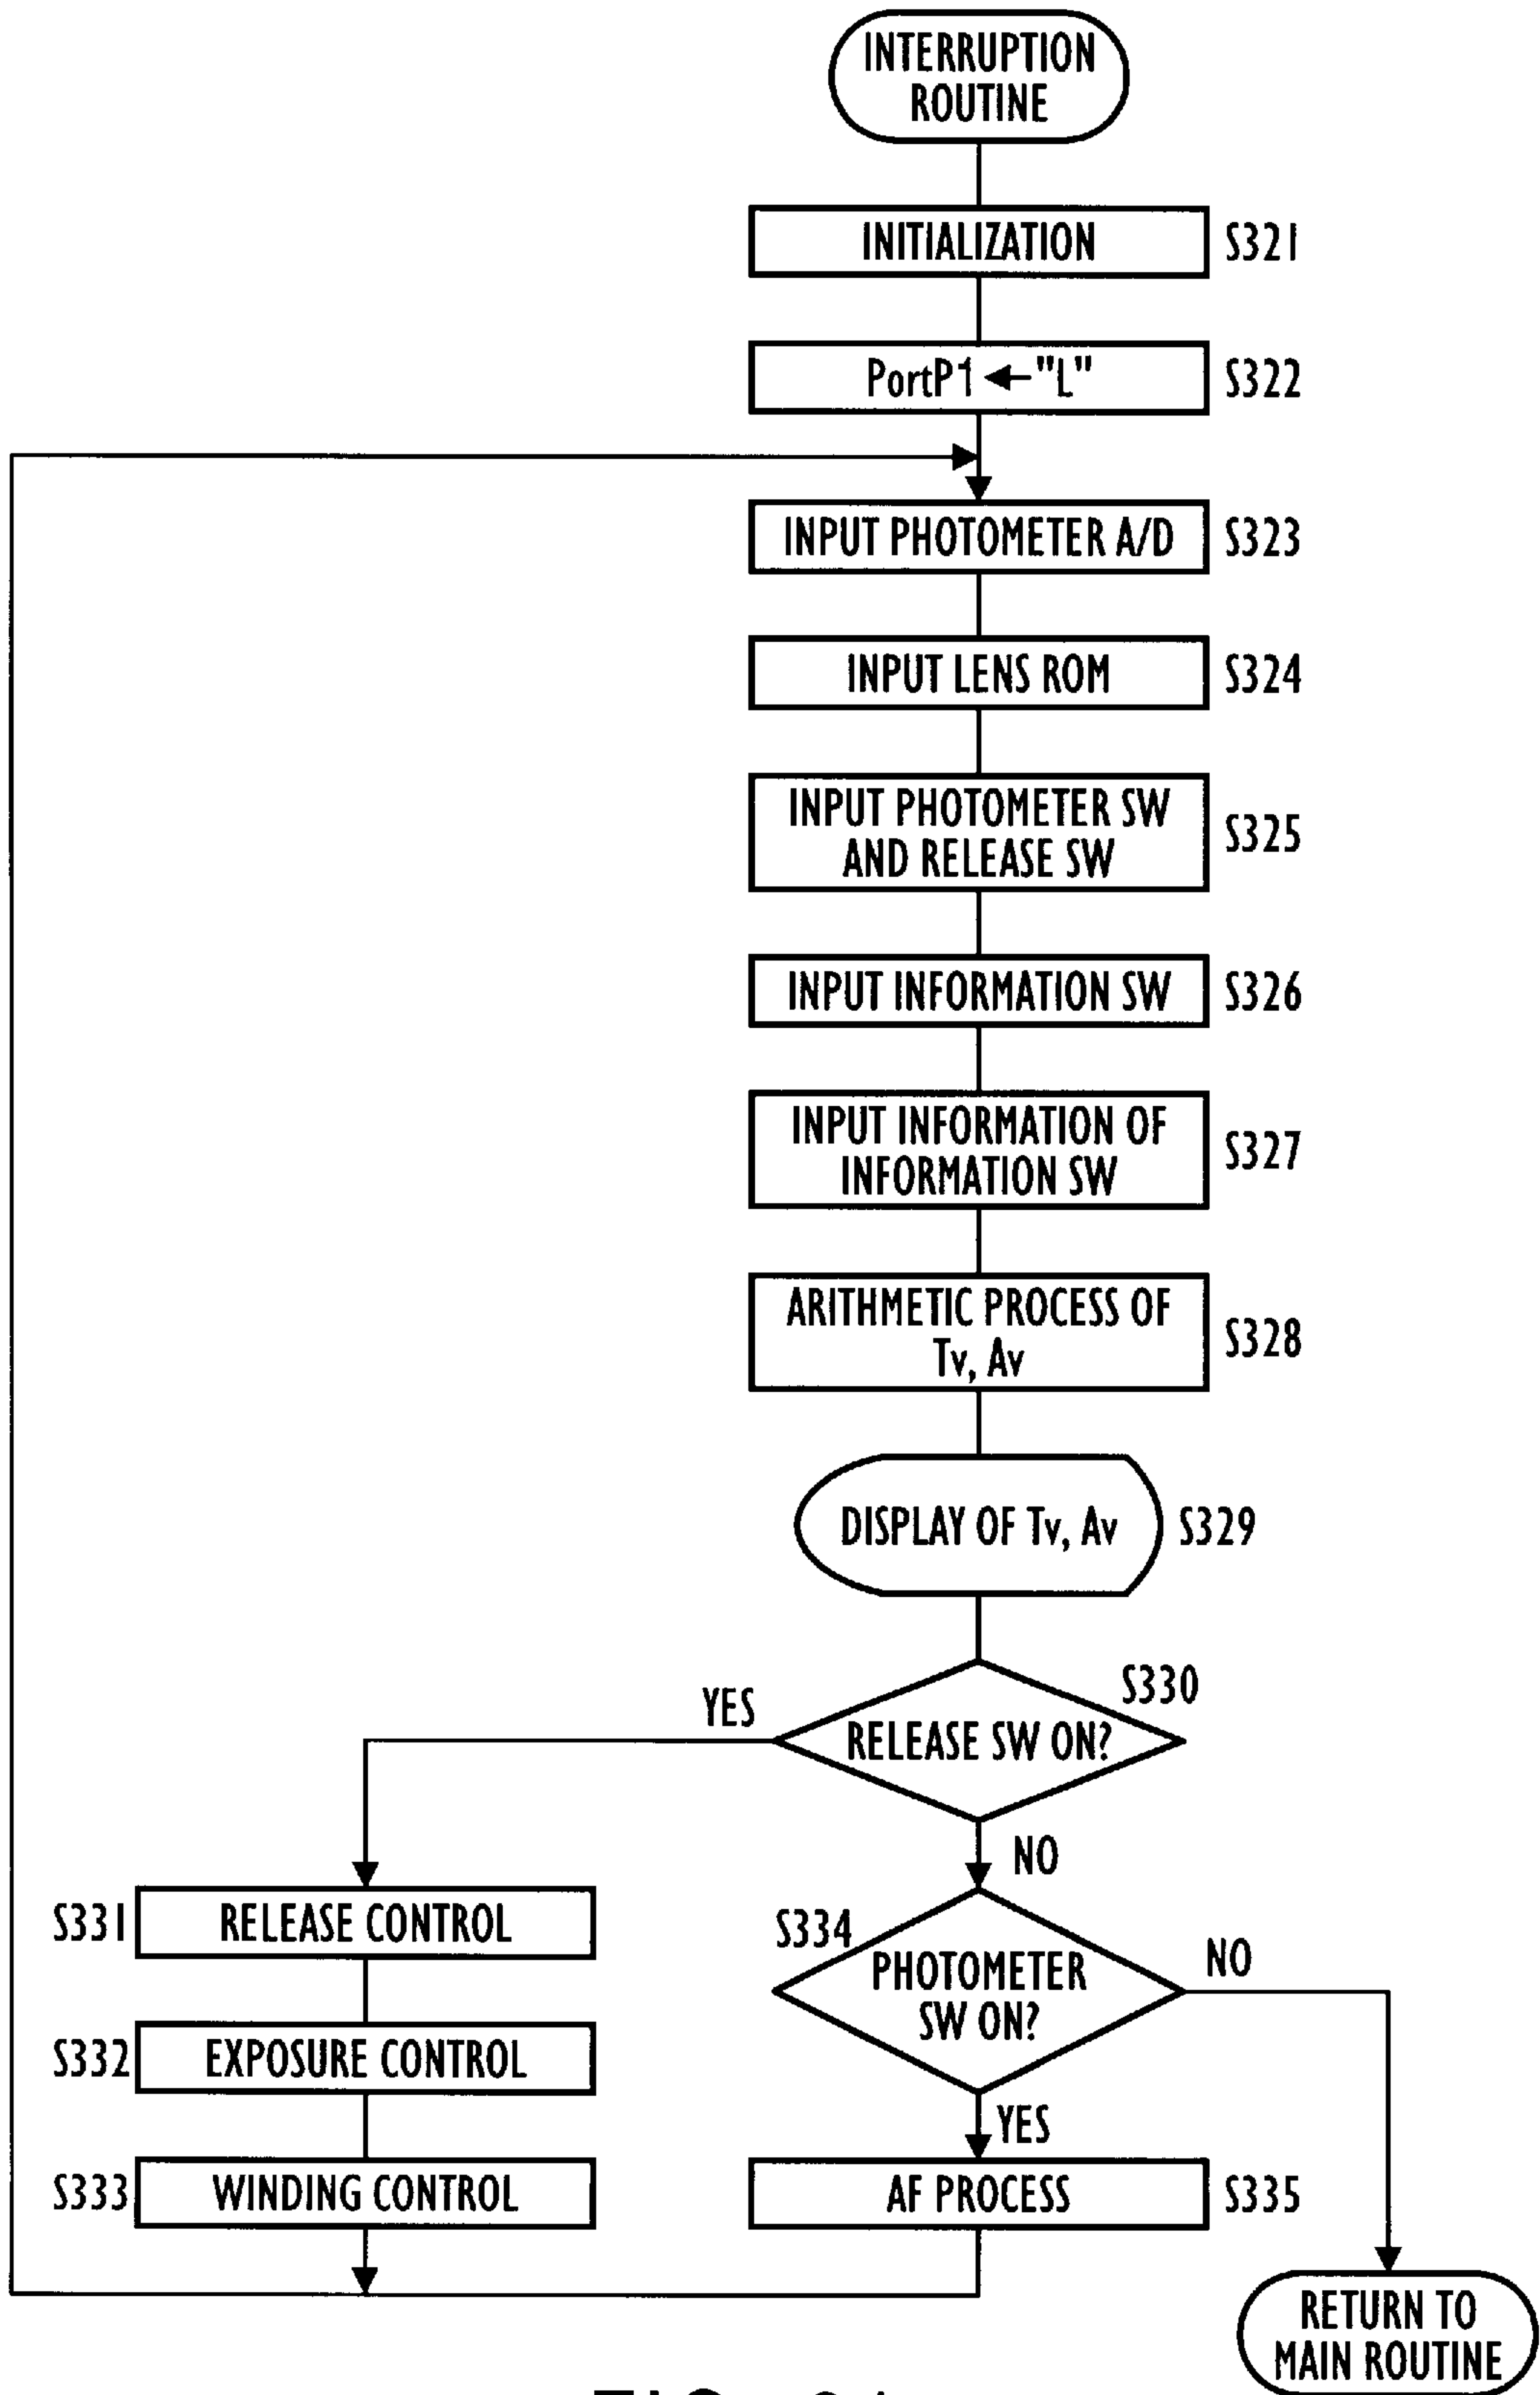 INTERRUPTION
ROUTINE
INITIALIZATION
S321
PortP1 ←"L"
S322
INPUT PHOTOMETER A/D
S323
INPUT LENS ROM
S324
INPUT PHOTOMETER SW
AND RELEASE SW
S325
INPUT INFORMATION SW
S326
INPUT INFORMATION OF
INFORMATION SW
S327
ARITHMETIC PROCESS OF
Tv, Av
S328
DISPLAY OF Tv, Av
S329
S330
YES
RELEASE SW ON?
NO
S331
RELEASE CONTROL
S334
PHOTOMETER
SW ON?
NO
S332
EXPOSURE CONTROL
YES
S333
WINDING CONTROL
AF PROCESS
S335
RETURN TO
MAIN ROUTINE